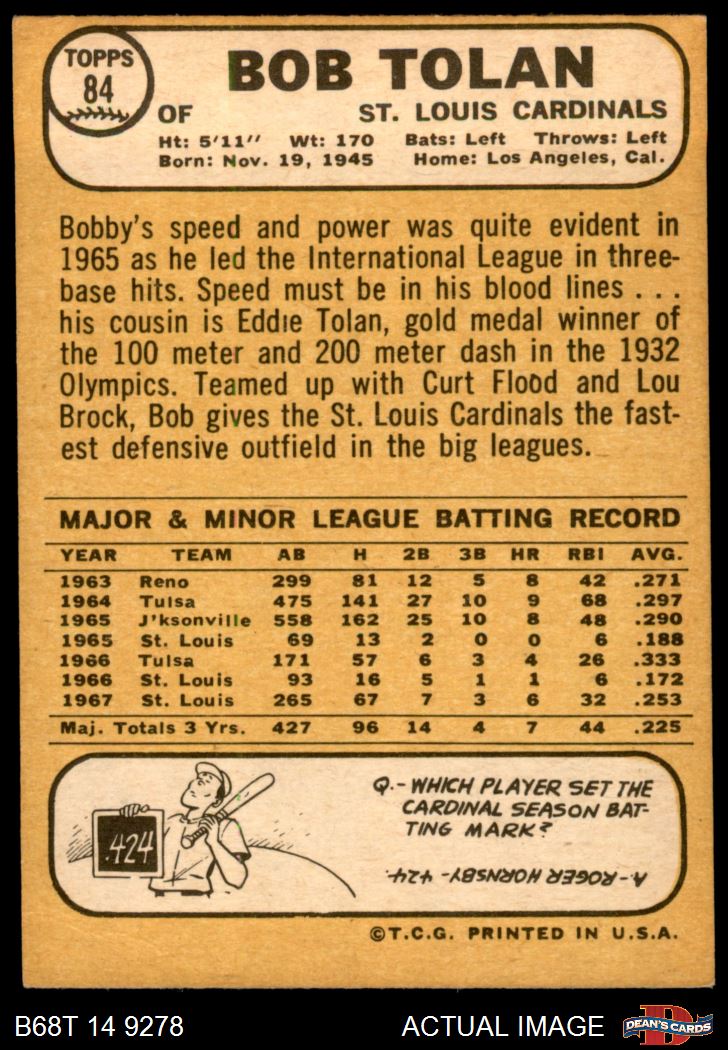 TOPPS
84
BOB TOLAN
OF ST. LOUIS CARDINALS
Ht: 5'11" Wt: 170 Bats: Left Throws: Left
Born: Nov. 19, 1945 Home: Los Angeles, Cal.
Bobby's speed and power was quite evident in
1965 as he led the International League in three-
base hits. Speed must be in his blood lines . . .
his cousin is Eddie Tolan, gold medal winner of
the 100 meter and 200 meter dash in the 1932
Olympics. Teamed up with Curt Flood and Lou
Brock, Bob gives the St. Louis Cardinals the fast-
est defensive outfield in the big leagues.
MAJOR & MINOR LEAGUE BATTING RECORD
YEAR TEAM AB H 2B 3B HR RBI AVG.
1963 Reno 299 81 12 5 8 42 .271
1964 Tulsa 475 141 27 10 9 68 .297
1965 J'ksonville 558 162 25 10 8 48 .290
1965 St. Louis 69 13 2 0 0 6 .188
1966 Tulsa 171 57 6 3 4 26 .333
1966 St. Louis 93 16 5 1 1 6 .172
1967 St. Louis 265 67 7 3 6 32 .253
Maj. Totals 3 Yrs. 427 96 14 4 7 44 .225
.424
Q.- WHICH PLAYER SET THE
CARDINAL SEASON BAT-
TING MARK?
A- ROGER HORNSBY- 424
©T.C.G. PRINTED IN U.S.A.
B68T 14 9278 ACTUAL IMAGE
D
DEAN'S CARDS